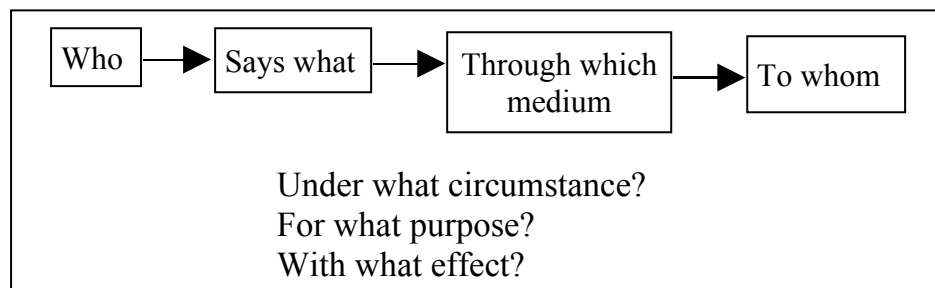 Who
Says what
Through which
medium
To whom
Under what circumstance?
For what purpose?
With what effect?